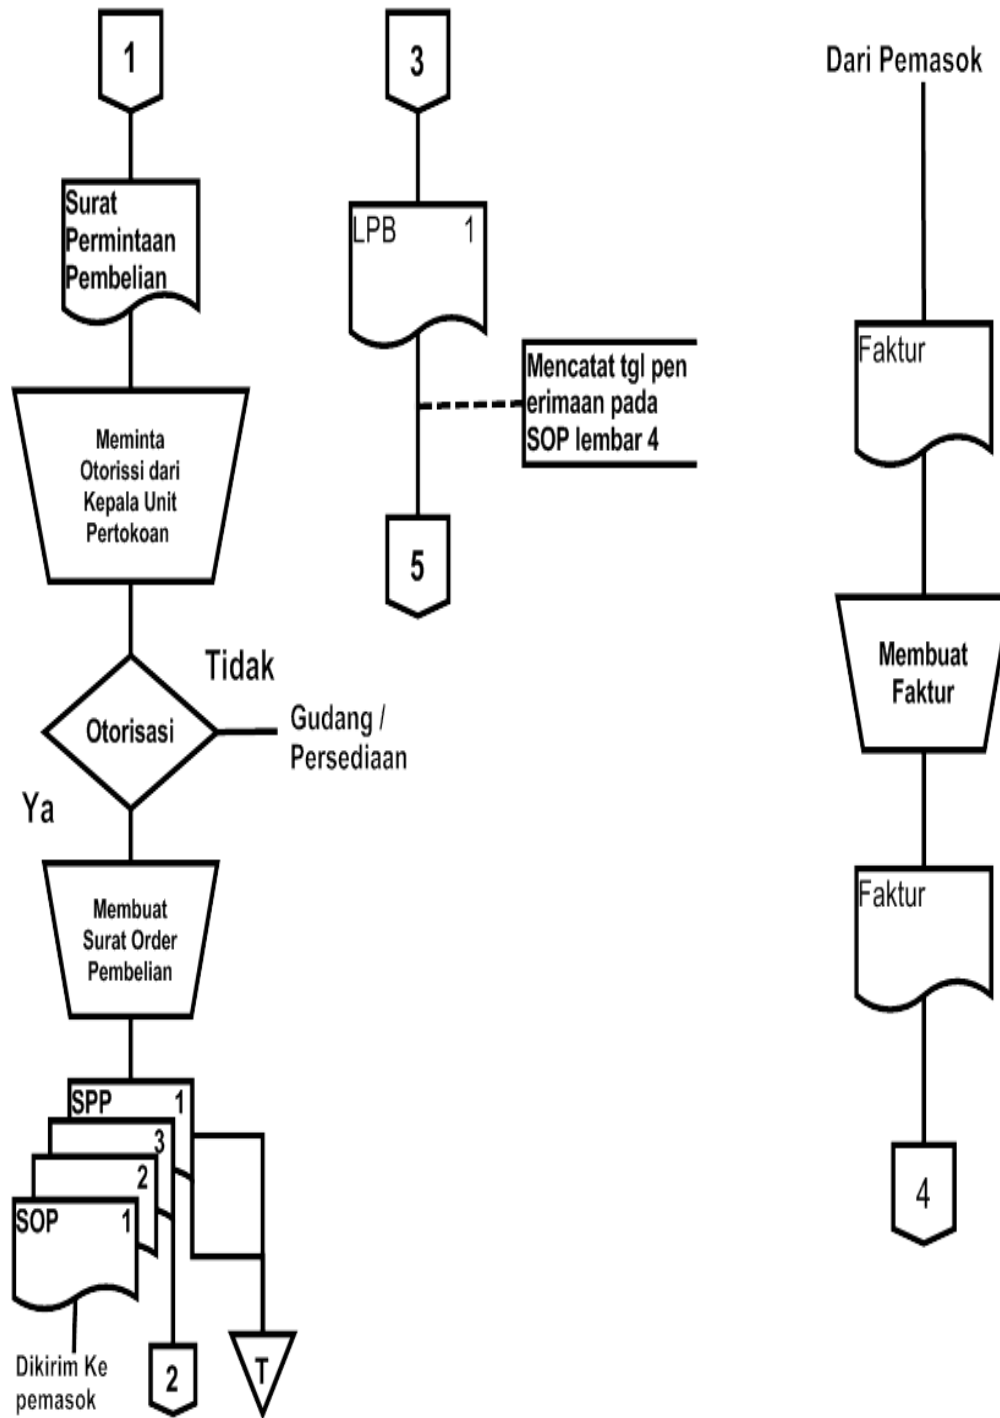 1
Surat
Permintaan
Pembelian
Meminta
Otorissi dari
Kepala Unit
Pertokoan
Otorisasi
Tidak
Gudang /
Persediaan
Ya
Membuat
Surat Order
Pembelian
SPP 1
3
2
SOP 1
Dikirim Ke
pemasok
2
T
3
LPB 1
Mencatat tgl pen
erimaan pada
SOP lembar 4
5
Dari Pemasok
Faktur
Membuat
Faktur
Faktur
4